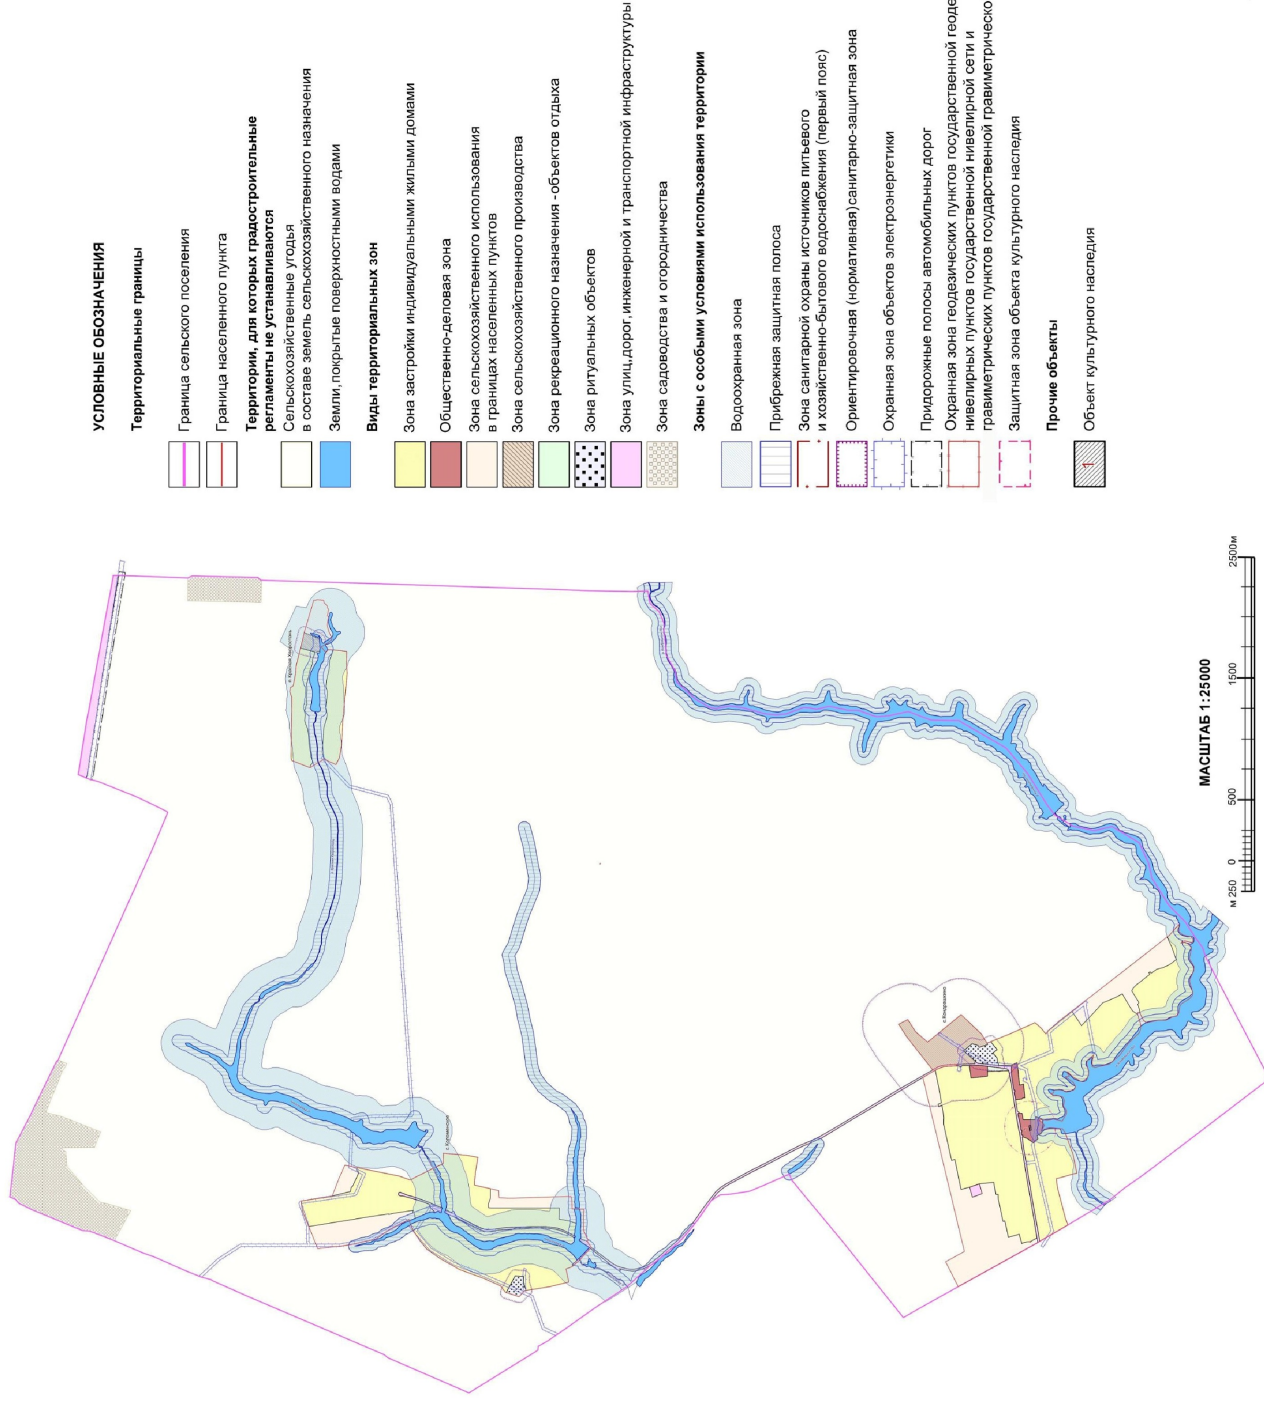 УСЛОВНЫЕ ОБОЗНАЧЕНИЯ
Территориальные границы
Граница сельского поселения
Граница населенного пункта
Территории, для которых градостроительные
регламенты не устанавливаются
Сельскохозяйственные угодья
в составе земель сельскохозяйственного назначения
Земли, покрытые поверхностными водами
Виды территориальных зон
Зона застройки индивидуальными жилыми домами
Общественно-деловая зона
Зона сельскохозяйственного использования
в границах населенных пунктов
Зона сельскохозяйственного производства
Зона рекреационного назначения - объектов отдыха
Зона ритуальных объектов
Зона улиц, дорог, инженерной и транспортной инфраструктуры
Зона садоводства и огородничества
Зоны с особыми условиями использования территории
Водоохранная зона
Прибрежная защитная полоса
Зона санитарной охраны источников питьевого
и хозяйственно-бытового водоснабжения (первый пояс)
Ориентировочная (нормативная) санитарно-защитная зона
Охранная зона объектов электроэнергетики
Придорожные полосы автомобильных дорог
Охранная зона геодезических пунктов государственной геоде
нивелирных пунктов государственной нивелирной сети и
гравиметрических пунктов государственной гравиметрическо
Защитная зона объекта культурного наследия
Прочие объекты
1
Объект культурного наследия
МАСШТАБ 1:25000
м 250 0 500 1500 2500м